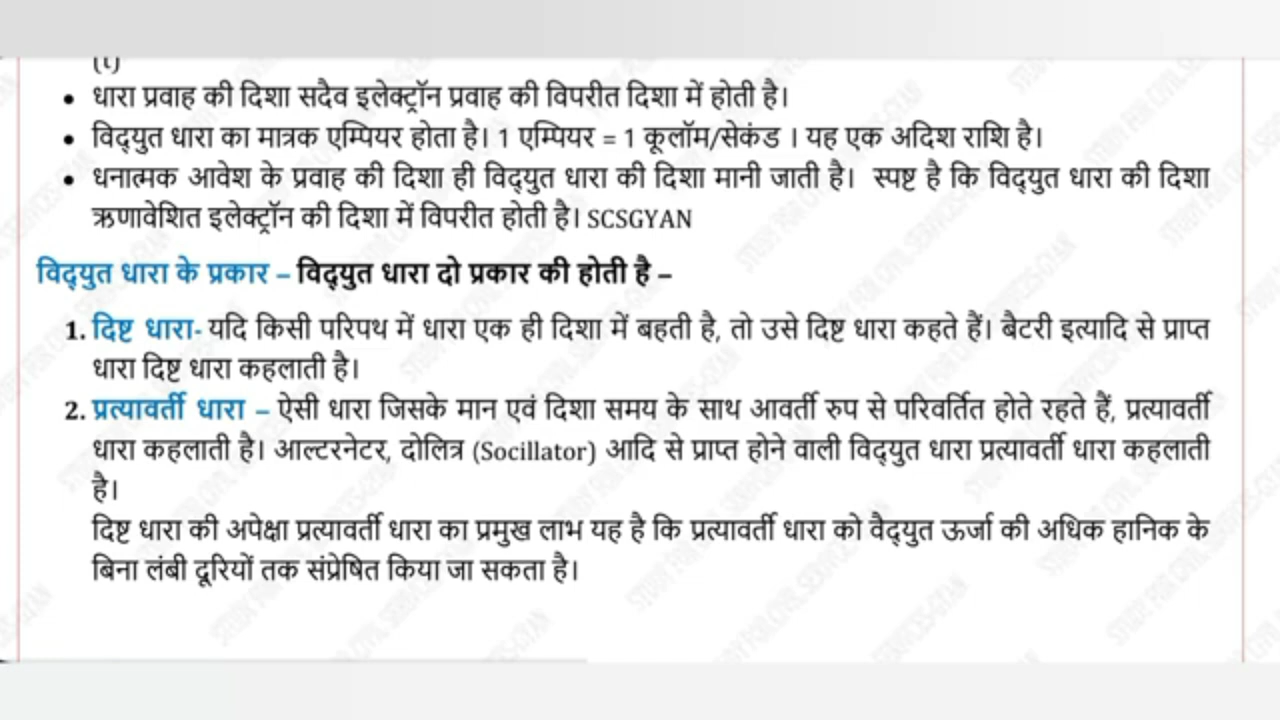 (t)
• धारा प्रवाह की दिशा सदैव इलेक्ट्रॉन प्रवाह की विपरीत दिशा में होती है।
• विद्युत धारा का मात्रक एम्पियर होता है। 1 एम्पियर = 1 कूलॉम/सेकंड । यह एक अदिश राशि है।
• धनात्मक आवेश के प्रवाह की दिशा ही विद्युत धारा की दिशा मानी जाती है। स्पष्ट है कि विद्युत धारा की दिशा
ऋणावेशित इलेक्ट्रॉन की दिशा में विपरीत होती है। SCSGYAN
विद्युत धारा के प्रकार – विद्युत धारा दो प्रकार की होती है –
1. दिष्ट धारा- यदि किसी परिपथ में धारा एक ही दिशा में बहती है, तो उसे दिष्ट धारा कहते हैं। बैटरी इत्यादि से प्राप्त
धारा दिष्ट धारा कहलाती है।
2. प्रत्यावर्ती धारा – ऐसी धारा जिसके मान एवं दिशा समय के साथ आवर्ती रुप से परिवर्तित होते रहते हैं, प्रत्यावर्ती
धारा कहलाती है। आल्टरनेटर, दोलित्र (Socillator) आदि से प्राप्त होने वाली विद्युत धारा प्रत्यावर्ती धारा कहलाती
है।
दिष्ट धारा की अपेक्षा प्रत्यावर्ती धारा का प्रमुख लाभ यह है कि प्रत्यावर्ती धारा को वैद्युत ऊर्जा की अधिक हानिक के
बिना लंबी दूरियों तक संप्रेषित किया जा सकता है।